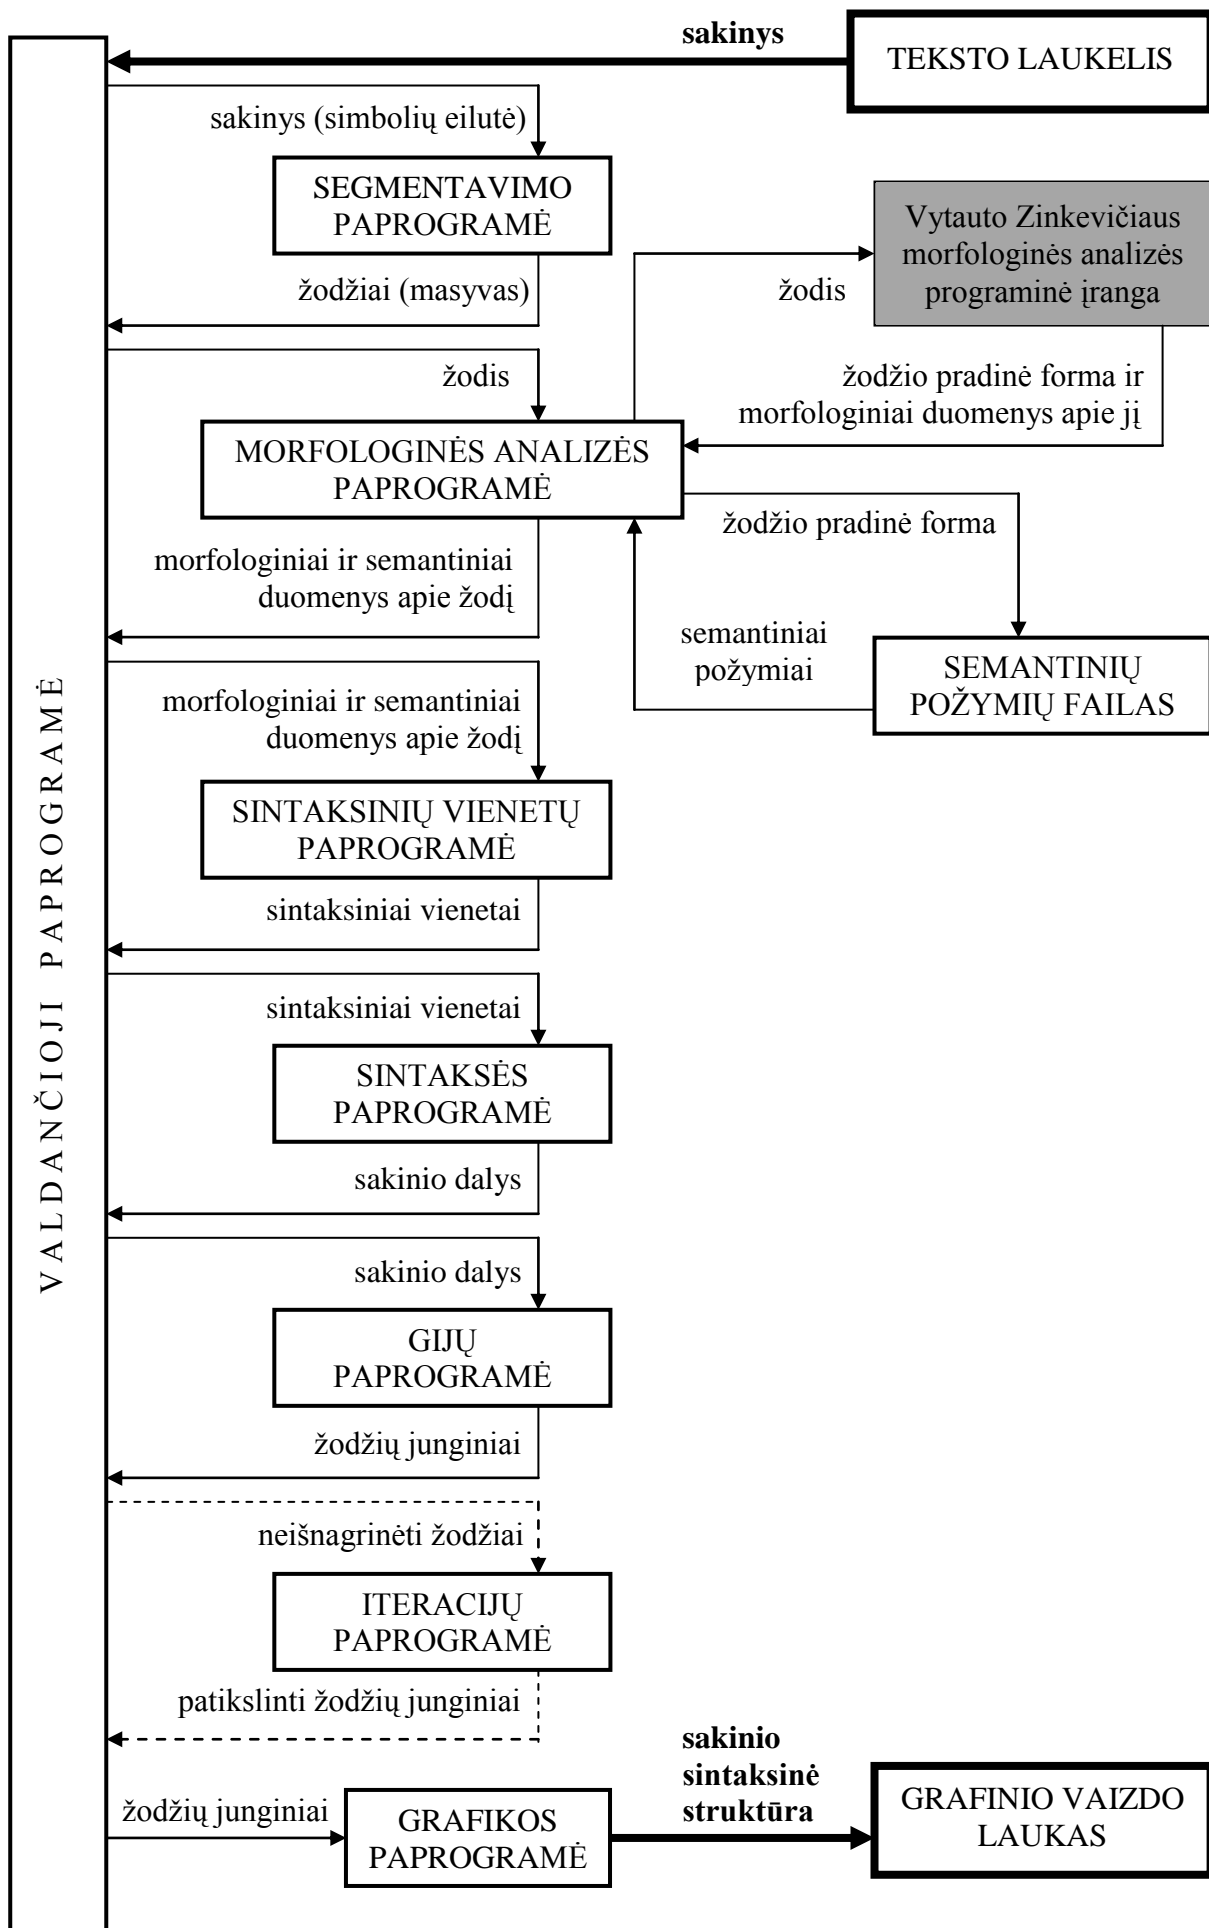 sakinys
TEKSTO LAUKELIS
sakinys (simbolių eilutė)
SEGMENTAVIMO
PAPROGRAMĖ
Vytauto Zinkevičiaus
morfologinės analizės
programinė įranga
žodžiai (masyvas)
žodis
žodis
žodžio pradinė forma ir
morfologiniai duomenys apie jį
MORFOLOGINĖS ANALIZĖS
PAPROGRAMĖ
žodžio pradinė forma
morfologiniai ir semantiniai
duomenys apie žodį
semantiniai
požymiai
SEMANTINIŲ
POŽYMIŲ FAILAS
VALDANČIOJI PAPROGRAMĖ
morfologiniai ir semantiniai
duomenys apie žodį
SINTAKSINIŲ VIENETŲ
PAPROGRAMĖ
sintaksiniai vienetai
sintaksiniai vienetai
SINTAKSĖS
PAPROGRAMĖ
sakinio dalys
sakinio dalys
GIJŲ
PAPROGRAMĖ
žodžių junginiai
neišnagrinėti žodžiai
ITERACIJŲ
PAPROGRAMĖ
patikslinti žodžių junginiai
sakinio
sintaksinė
struktūra
žodžių junginiai
GRAFIKOS
PAPROGRAMĖ
GRAFINIO VAIZDO
LAUKAS